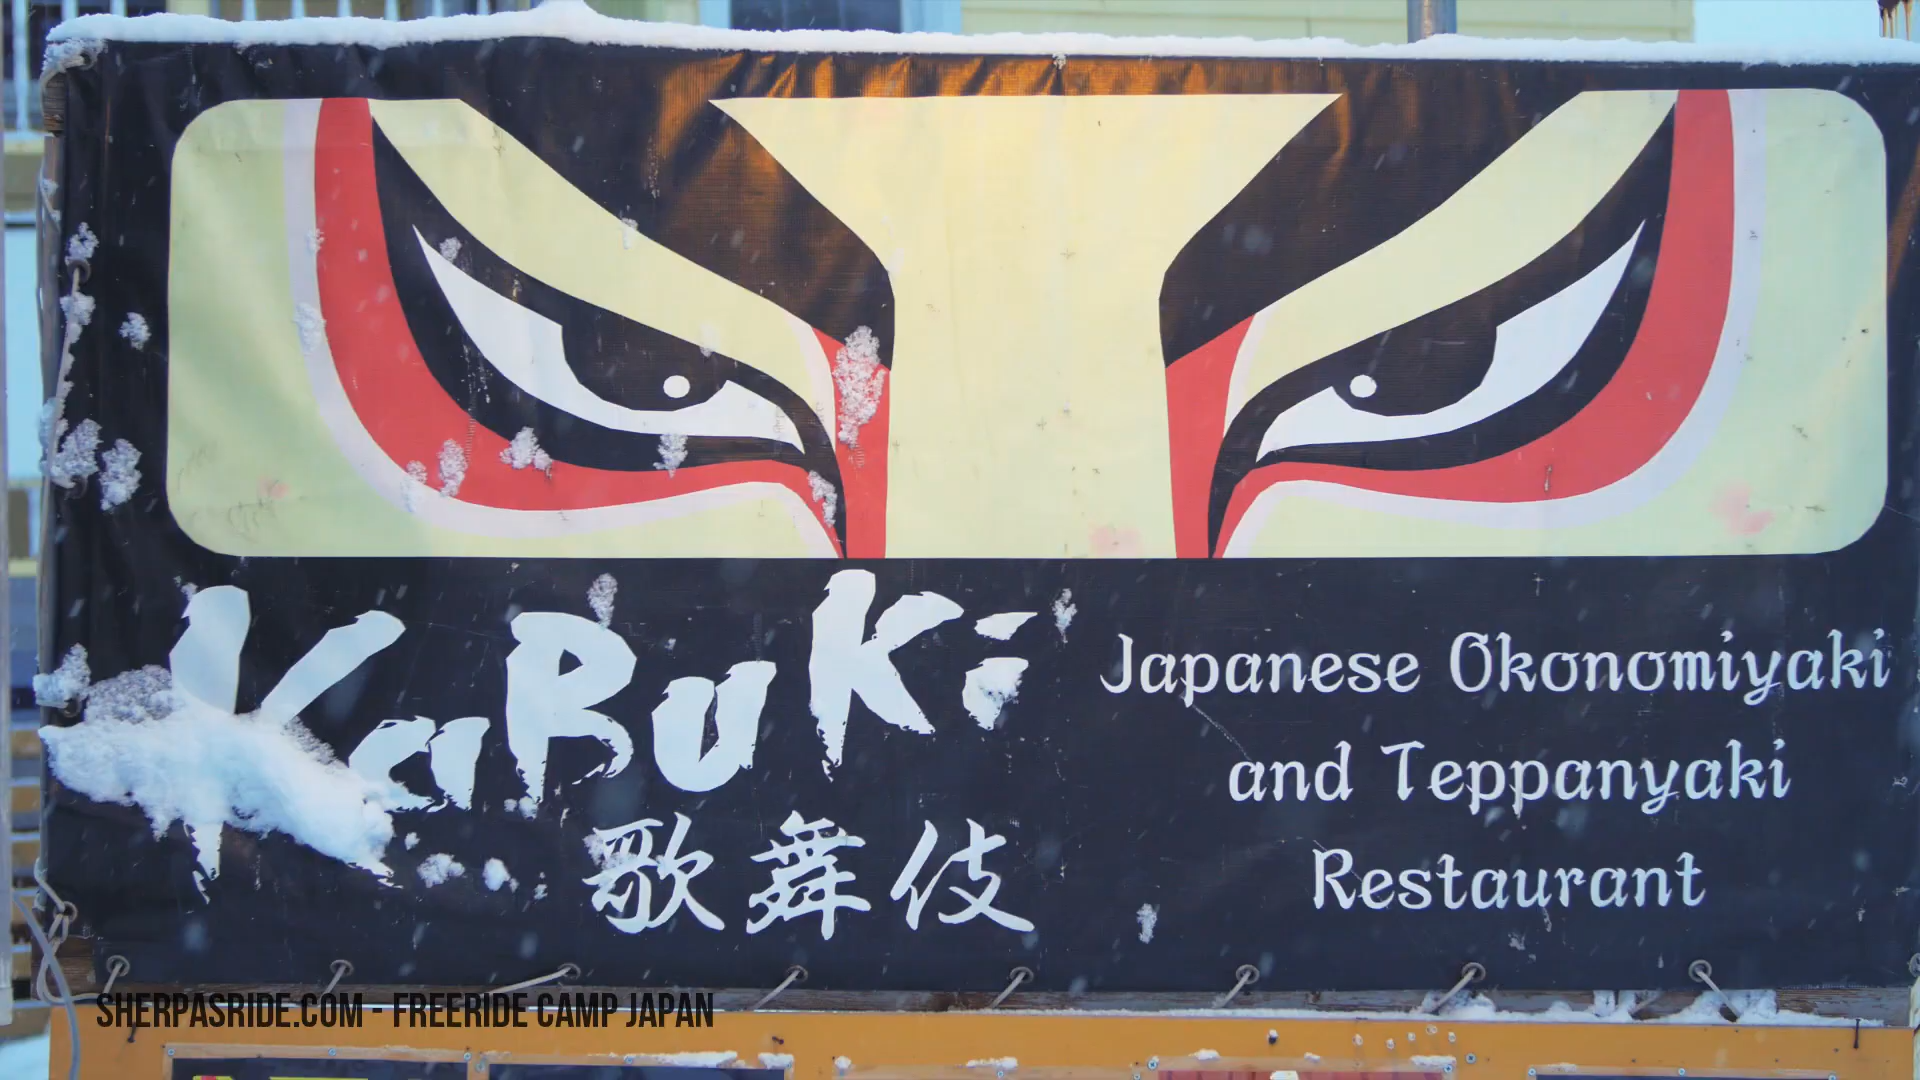 KaBuKi
歌舞伎
Japanese Okonomiyaki
and Teppanyaki
Restaurant
SHERPASRIDE.COM - FREERIDE CAMP JAPAN